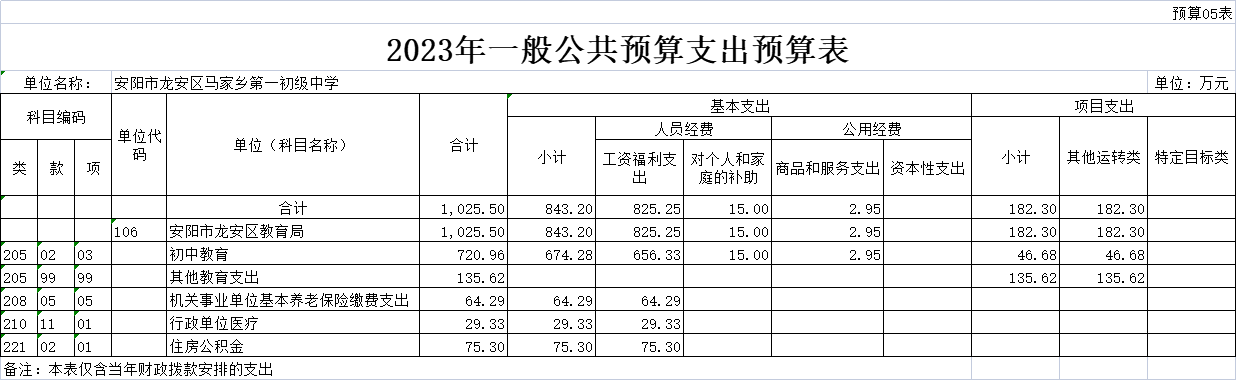 预算05表
2023年一般公共预算支出预算表
单位名称： 安阳市龙安区马家乡第一初级中学 单位：万元
科目编码 单位代码 单位（科目名称） 合计 基本支出 项目支出
小计 人员经费 公用经费 小计 其他运转类 特定目标类
类 款 项 工资福利支出 对个人和家庭的补助 商品和服务支出 资本性支出
合计 1,025.50 843.20 825.25 15.00 2.95 182.30 182.30
106 安阳市龙安区教育局 1,025.50 843.20 825.25 15.00 2.95 182.30 182.30
205 02 03 初中教育 720.96 674.28 656.33 15.00 2.95 46.68 46.68
205 99 99 其他教育支出 135.62 135.62 135.62
208 05 05 机关事业单位基本养老保险缴费支出 64.29 64.29 64.29
210 11 01 行政单位医疗 29.33 29.33 29.33
221 02 01 住房公积金 75.30 75.30 75.30
备注：本表仅含当年财政拨款安排的支出